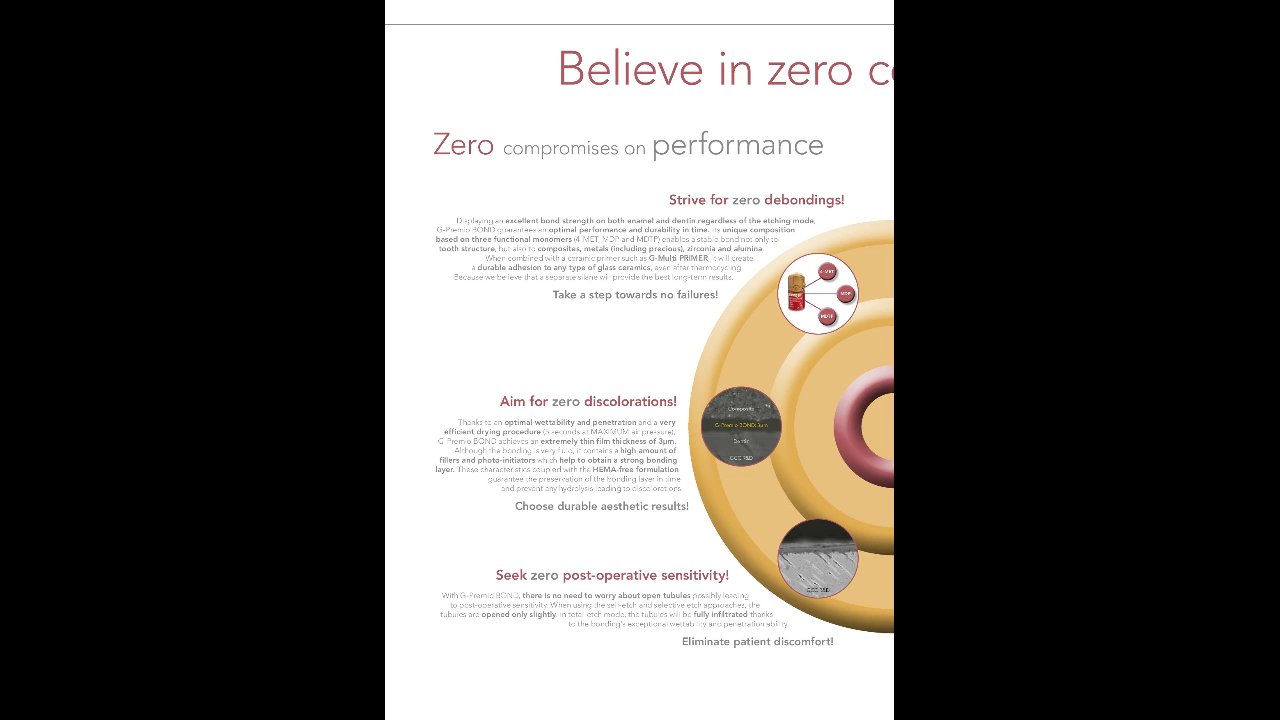 Believe in zero c
Zero compromises on performance
Strive for zero debondings!
Displaying an excellent bond strength on both enamel and dentin regardless of the etching mode,
G-Premio BOND guarantees an optimal performance and durability in time. Its unique composition
based on three functional monomers (4-MET, MDP and MDTP) enables a stable bond not only to
tooth structure, but also to composites, metals (including precious), zirconia and alumina.
When combined with a ceramic primer such as G-Multi PRIMER, it will create
a durable adhesion to any type of glass ceramics, even after thermocycling.
Because we believe that a separate silane will provide the best long-term results.
Take a step towards no failures!
4-MET
MDP
MDTP
Aim for zero discolorations!
Thanks to an optimal wettability and penetration and a very
efficient drying procedure (5 seconds at MAXIMUM air pressure),
G-Premio BOND achieves an extremely thin film thickness of 3µm.
Although the bonding is very fluid, it contains a high amount of
fillers and photo-initiators which help to obtain a strong bonding
layer. These characteristics coupled with the HEMA-free formulation
guarantee the preservation of the bonding layer in time
and prevent any hydrolysis leading to discolorations.
Choose durable aesthetic results!
Composite
G-Premio BOND: 3µm
Dentin
GCC R&D
Seek zero post-operative sensitivity!
With G-Premio BOND, there is no need to worry about open tubules possibly leading
to post-operative sensitivity. When using the self-etch and selective etch approaches, the
tubules are opened only slightly. In total-etch mode, the tubules will be fully infiltrated thanks
to the bonding's exceptional wettability and penetration ability.
Eliminate patient discomfort!
GCC R&D